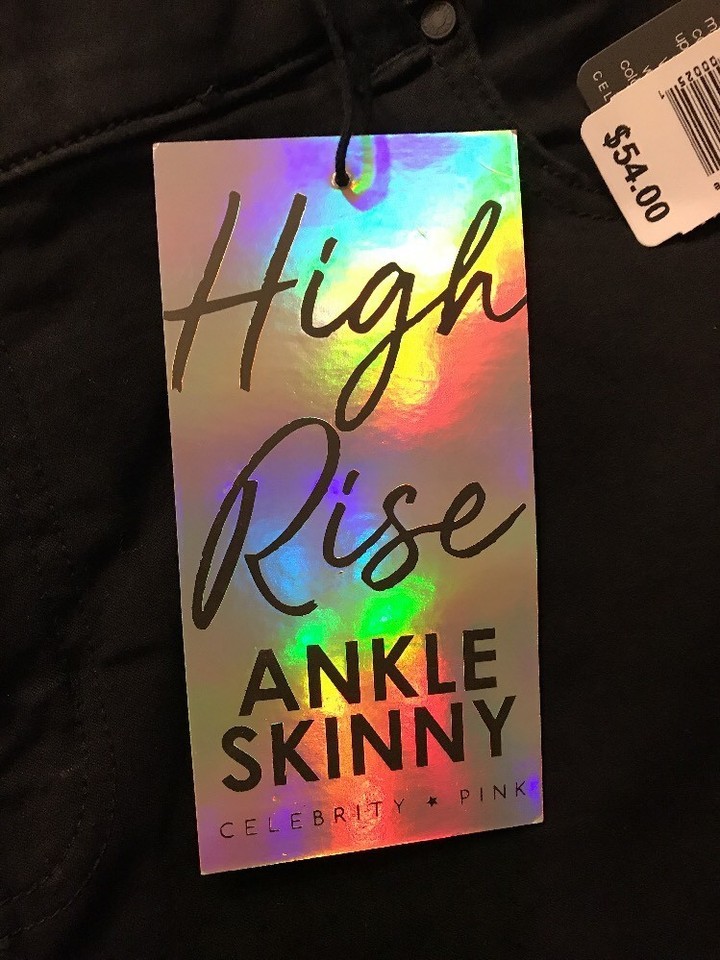 High
Rise
ANKLE
SKINNY
CELEBRITY ★ PINK
$54.00